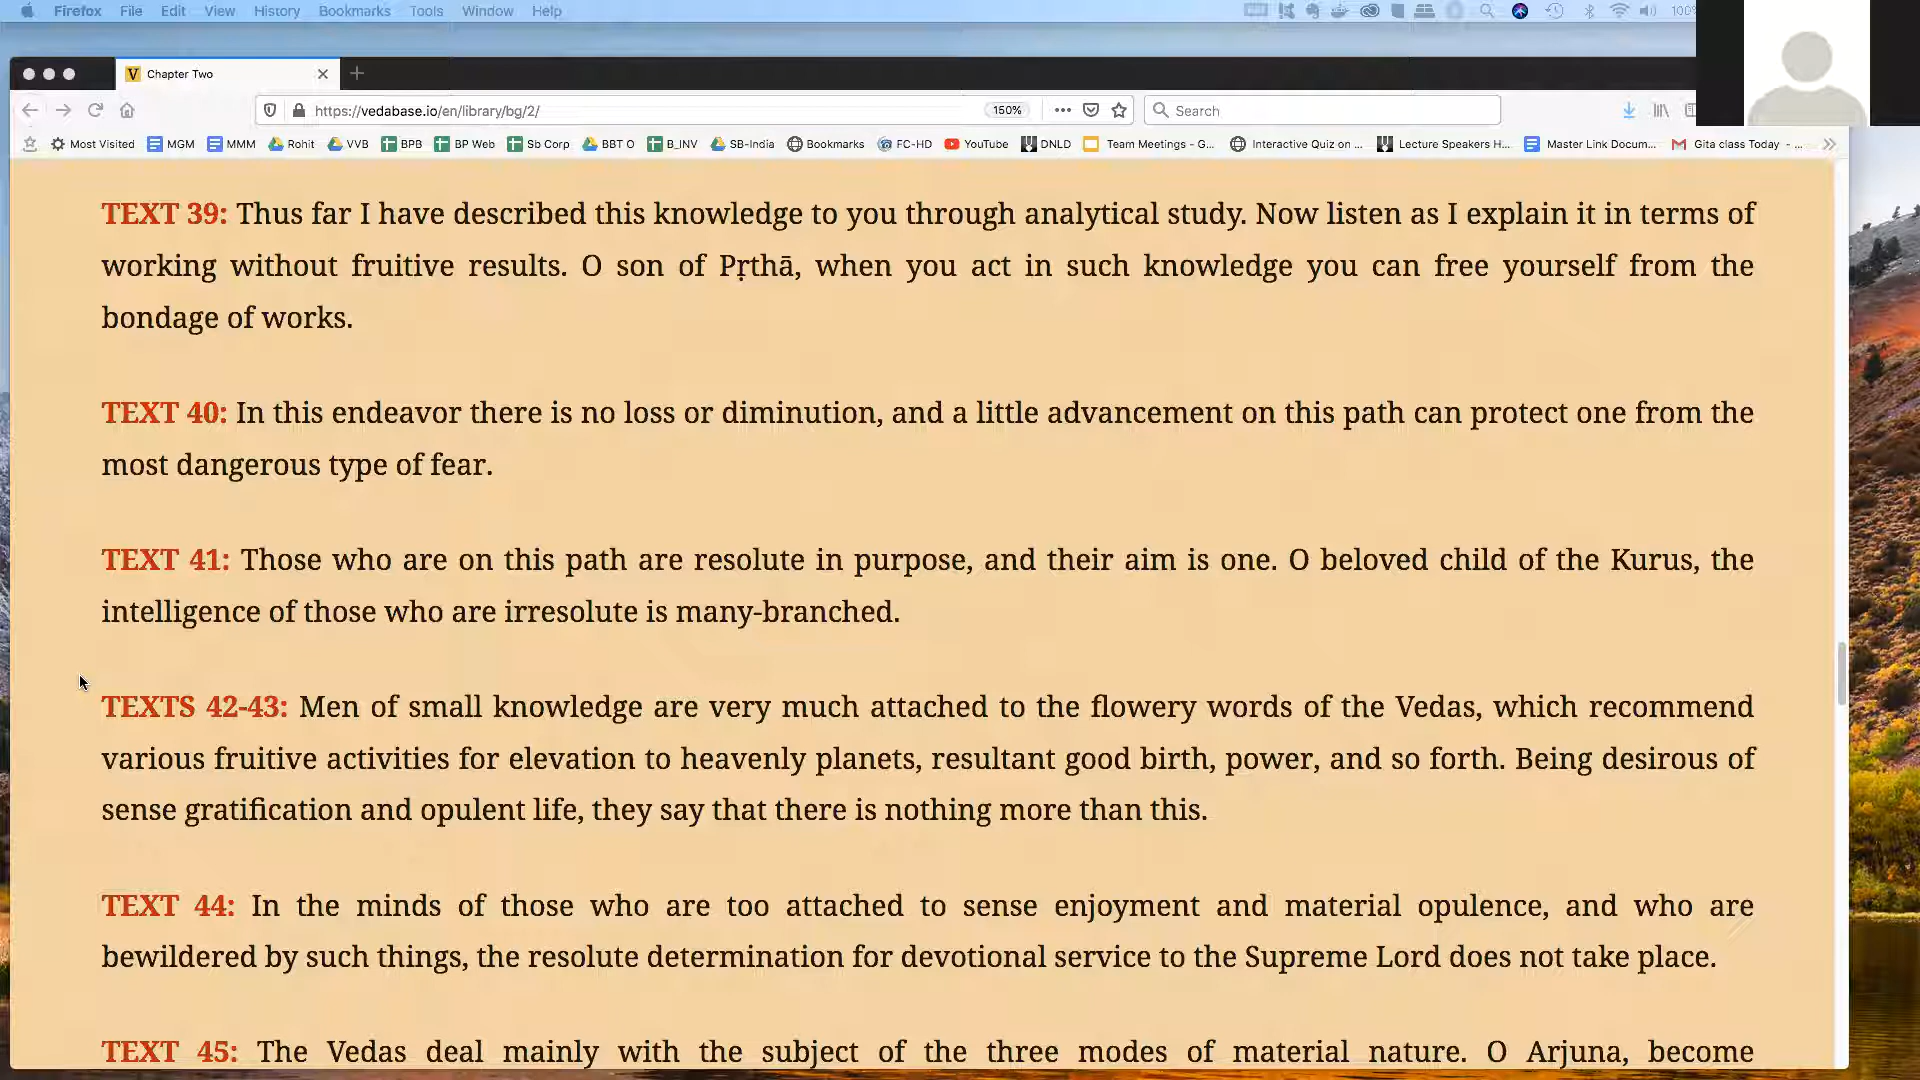 Firefox File Edit View History Bookmarks Tools Window Help 100%
V Chapter Two
https://vedabase.io/en/library/bg/2/ 150% Search
Most Visited MGM MMM Rohit VVB BPB BP Web Sb Corp BBT O B_INV SB-India Bookmarks FC-HD YouTube DNLD Team Meetings - G... Interactive Quiz on ... Lecture Speakers H... Master Link Docum... Gita class Today - ...
TEXT 39: Thus far I have described this knowledge to you through analytical study. Now listen as I explain it in terms of
working without fruitive results. O son of Pṛthā, when you act in such knowledge you can free yourself from the
bondage of works.
TEXT 40: In this endeavor there is no loss or diminution, and a little advancement on this path can protect one from the
most dangerous type of fear.
TEXT 41: Those who are on this path are resolute in purpose, and their aim is one. O beloved child of the Kurus, the
intelligence of those who are irresolute is many-branched.
TEXTS 42-43: Men of small knowledge are very much attached to the flowery words of the Vedas, which recommend
various fruitive activities for elevation to heavenly planets, resultant good birth, power, and so forth. Being desirous of
sense gratification and opulent life, they say that there is nothing more than this.
TEXT 44: In the minds of those who are too attached to sense enjoyment and material opulence, and who are
bewildered by such things, the resolute determination for devotional service to the Supreme Lord does not take place.
TEXT 45: The Vedas deal mainly with the subject of the three modes of material nature. O Arjuna, become